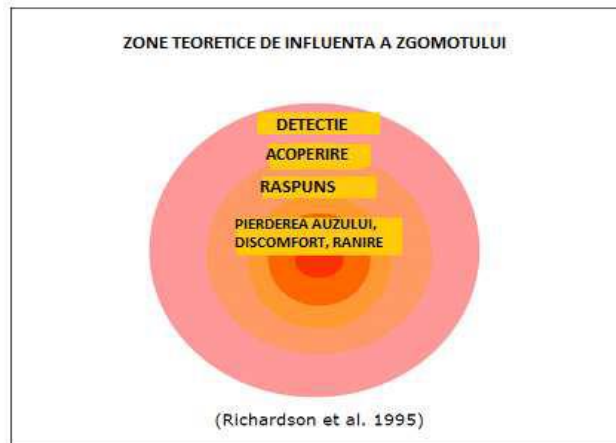 ZONE TEORETICE DE INFLUENTA A ZGOMOTULUI
DETECTIE
ACOPERIRE
RASPUNS
PIERDEREA AUZULUI,
DISCOMFORT, RANIRE
(Richardson et al. 1995)